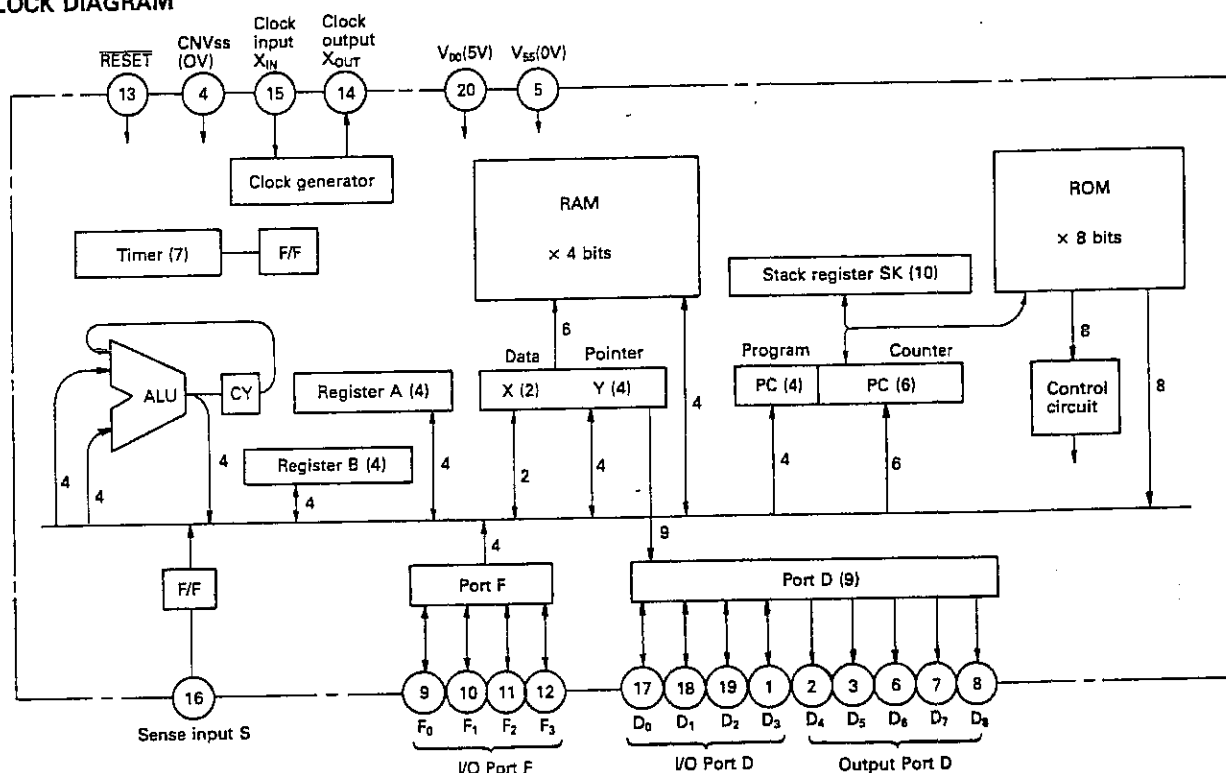 LOCK DIAGRAM
RESET
CNVss
(0V)
Clock
input
XIN
Clock
output
XOUT
VDD(5V)
VSS(0V)
13
4
15
14
20
5
Clock generator
RAM
× 4 bits
ROM
× 8 bits
Timer (7)
F/F
Stack register SK (10)
6
8
8
Data
Pointer
Program
Counter
X (2)
Y (4)
PC (4)
PC (6)
Control
circuit
ALU
CY
Register A (4)
Register B (4)
4
4
4
4
4
2
4
4
4
6
4
9
F/F
Port F
Port D (9)
16
9
10
11
12
17
18
19
1
2
3
6
7
8
Sense input S
F0
F1
F2
F3
D0
D1
D2
D3
D4
D5
D6
D7
D8
I/O Port F
I/O Port D
Output Port D